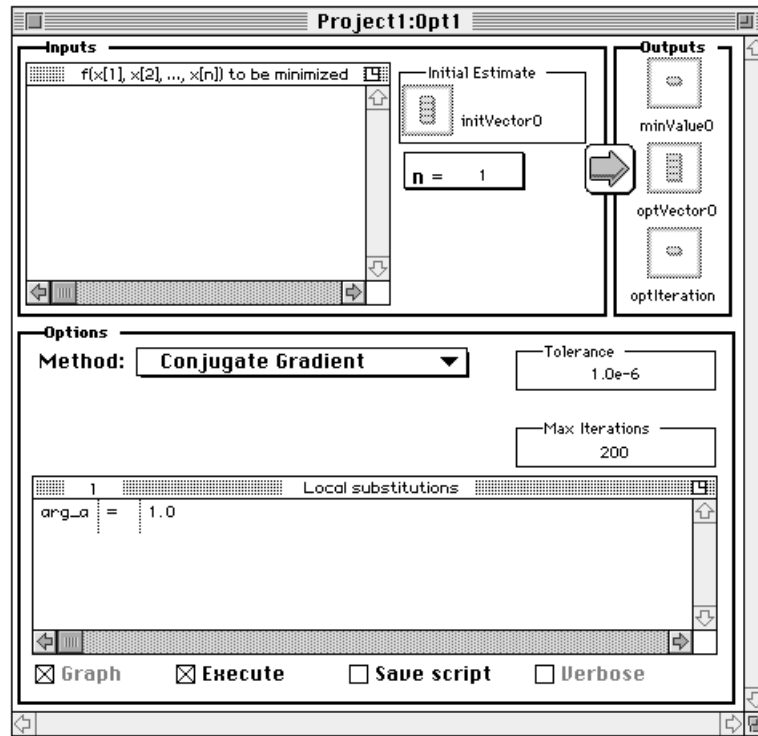 Project1:Opt1
Inputs
f(x[1], x[2], ..., x[n]) to be minimized
Initial Estimate
initVector0
n = 1
Outputs
minValue0
optVector0
optIteration
Options
Method: Conjugate Gradient
Tolerance
1.0e-6
Max Iterations
200
1 Local substitutions
arg_a = 1.0
Graph Execute Save script Verbose